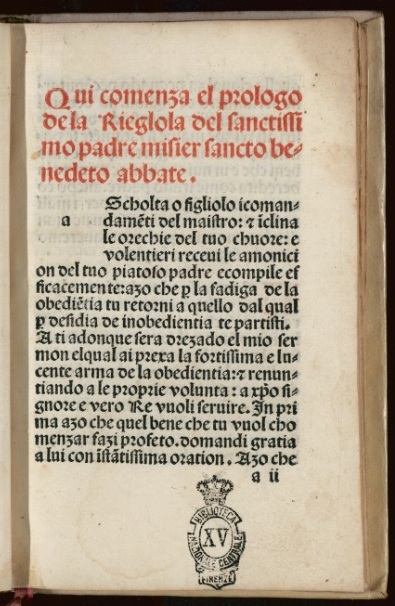 Qui comenza el prologo
de la Rieglola del sanctissi
mo padre misier sancto be-
nedeto abbate.
Scholta o figliolo icoman-
a
damẽti del maistro: ⁊ ĩclina
le orechie del tuo chuore: e
volentieri recevi le amonici
on del tuo piatoso padre ecompile ef
ficacemente: azo che ꝑ la fadiga de la
obediẽtia tu retorni a quello dal qual
ꝑ desidia de inobedientia te partisti.
A ti adonque sera drezado el mio ser
mon elqual ai prexa la fortissima e lu-
cente arma de la obedientia: ⁊ renun-
tiando a le proprie volunta: a xp̃o si-
gnore e vero Re vuoli seruire. In pri
ma azo che quel bene che tu vuol cho
menzar fazi profeto. domandi gratia
a lui con istãtissima oration. Azo che
a ii
BIBLIOTECA
XV
NAZIONALE CENTRALE
FIRENZE